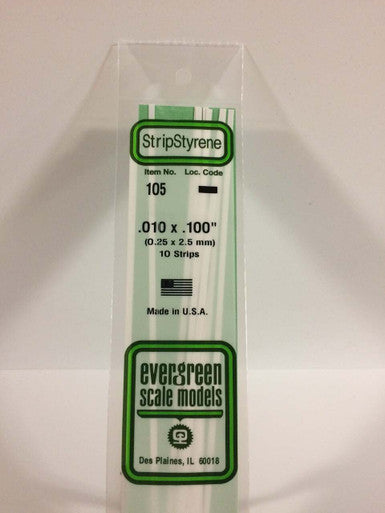 StripStyrene
Item No. Loc. Code
105
.010 x .100"
(0.25 x 2.5 mm)
10 Strips
Made in U.S.A.
evergreen
scale models
Des Plaines, IL 60018